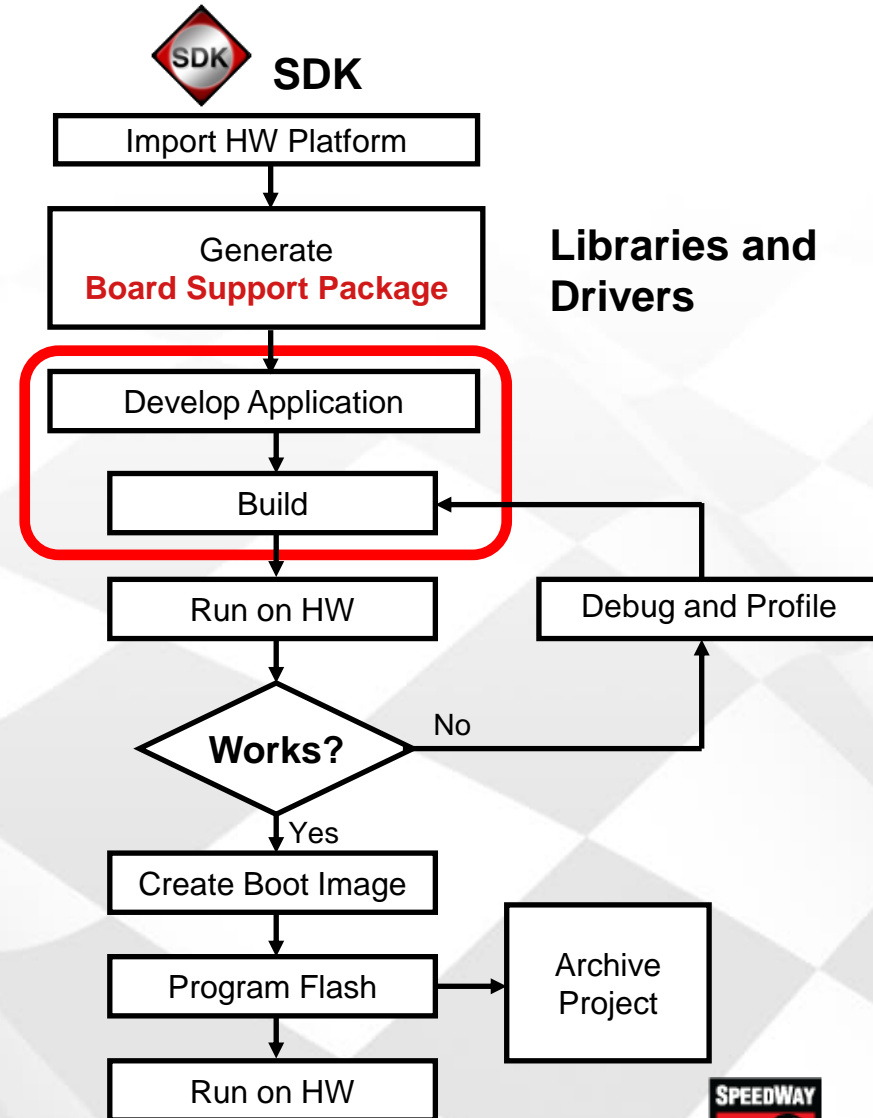 SDK
SDK
Import HW Platform
Generate
Board Support Package
Libraries and
Drivers
Develop Application
Build
Run on HW
Debug and Profile
Works?
No
Yes
Create Boot Image
Program Flash
Archive
Project
Run on HW
SPEEDWAY